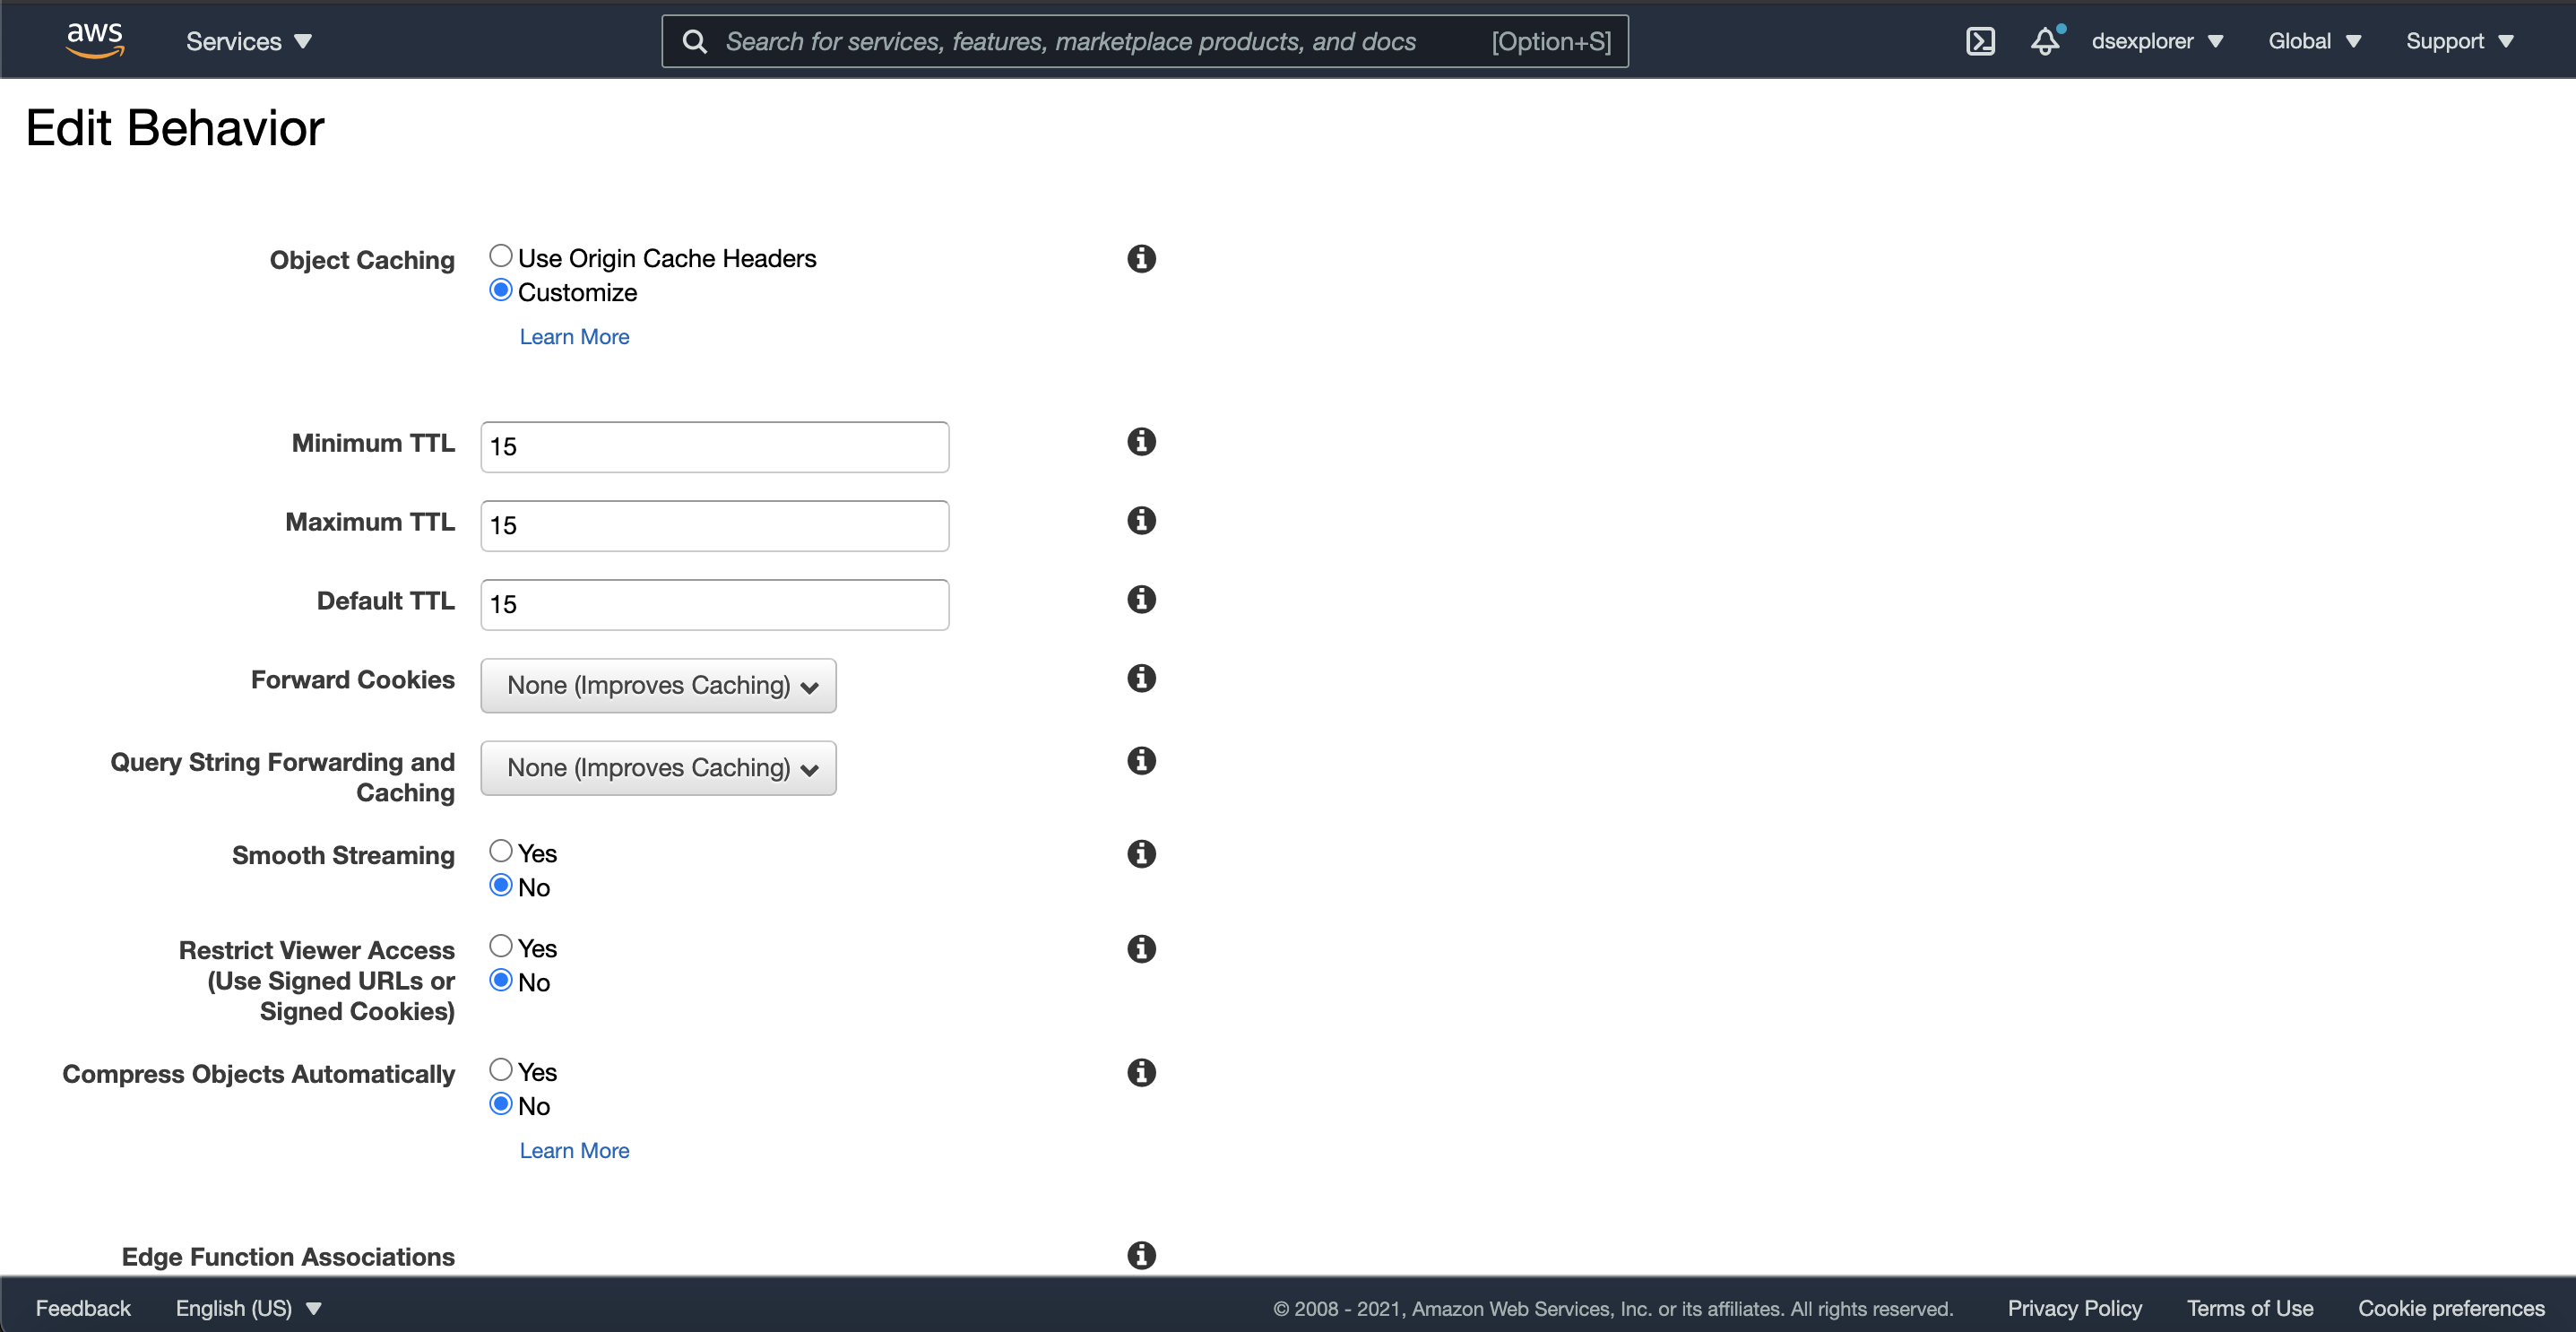 aws
Services
Search for services, features, marketplace products, and docs [Option+S]
dsexplorer
Global
Support
Edit Behavior
Object Caching
Use Origin Cache Headers
Customize
Learn More
Minimum TTL
15
Maximum TTL
15
Default TTL
15
Forward Cookies
None (Improves Caching)
Query String Forwarding and
Caching
None (Improves Caching)
Smooth Streaming
Yes
No
Restrict Viewer Access
(Use Signed URLs or
Signed Cookies)
Yes
No
Compress Objects Automatically
Yes
No
Learn More
Edge Function Associations
Feedback
English (US)
© 2008 - 2021, Amazon Web Services, Inc. or its affiliates. All rights reserved.
Privacy Policy
Terms of Use
Cookie preferences